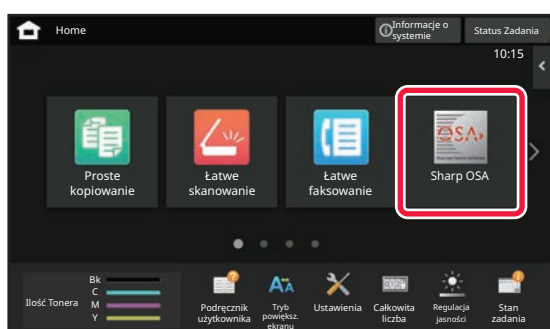 Home
Informacje o
systemie
Status Zadania
10:15
OSA
Proste
kopiowanie
Łatwe
skanowanie
Łatwe
faksowanie
Sharp OSA
Ilość Tonera
Bk
C
M
Y
Podręcznik
użytkownika
Tryb
powiększ.
ekranu
Ustawienia
Całkowita
liczba
Regulacja
jasności
Stan
zadania